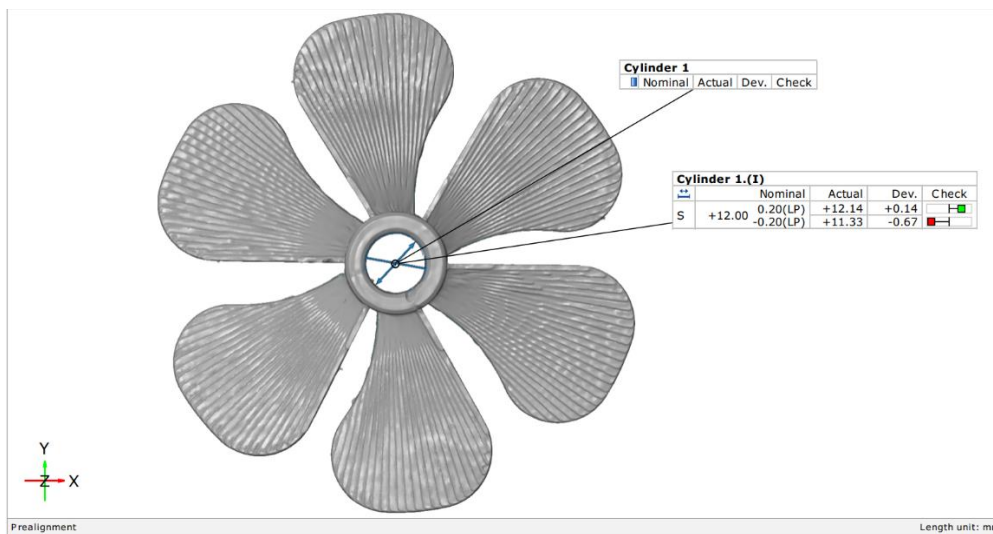 Cylinder 1
Nominal Actual Dev. Check
Cylinder 1.(I)
Nominal Actual Dev. Check
S +12.00 0.20(LP) +12.14 +0.14
-0.20(LP) +11.33 -0.67
Y
Z X
Prealignment Length unit: